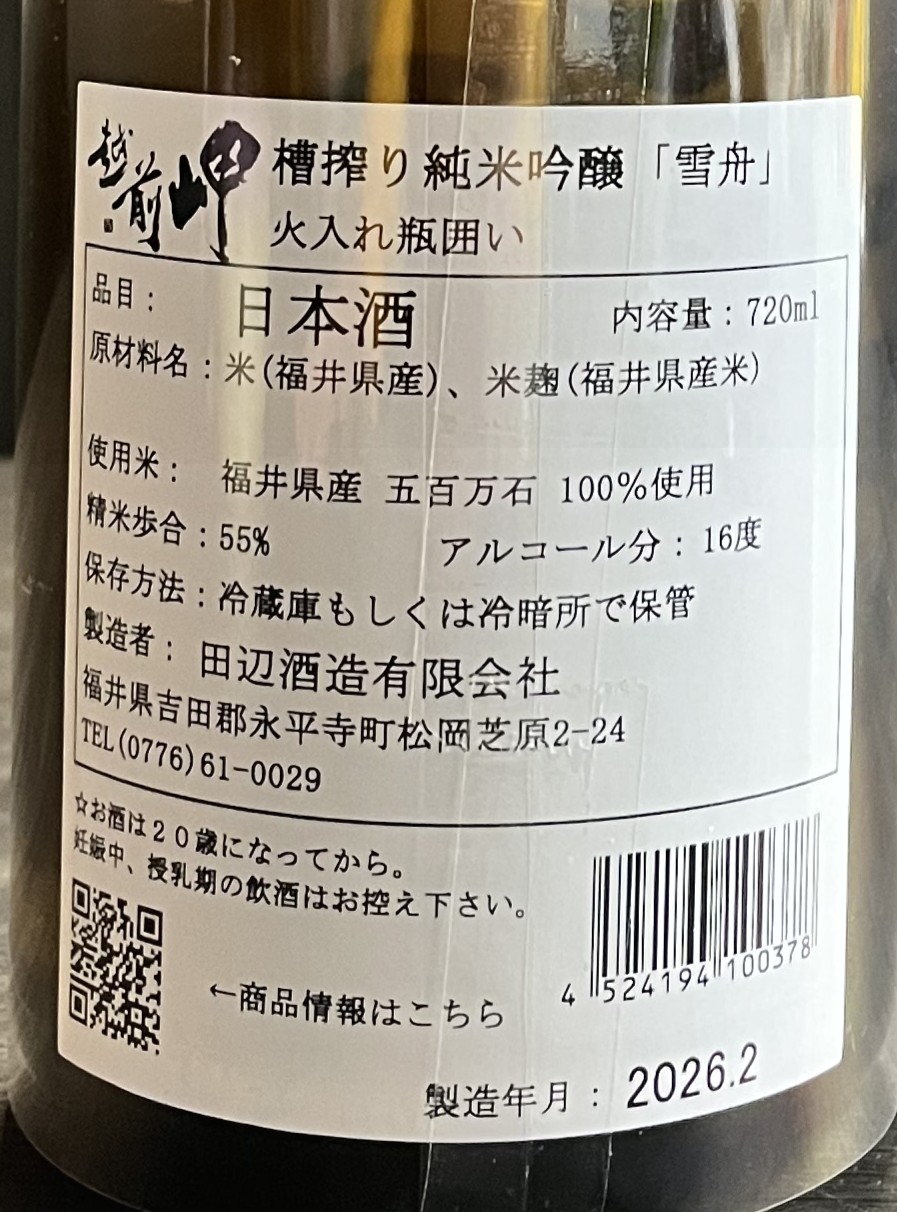 越前岬
槽搾り純米吟醸「雪舟」
火入れ瓶囲い
品目： 日本酒 内容量：720ml
原材料名：米(福井県産)、米麹(福井県産米)
使用米： 福井県産 五百万石 100%使用
精米歩合：55% アルコール分：16度
保存方法：冷蔵庫もしくは冷暗所で保管
製造者： 田辺酒造有限会社
福井県吉田郡永平寺町松岡芝原2-24
TEL(0776)61-0029
☆お酒は２０歳になってから。
妊娠中、授乳期の飲酒はお控え下さい。
←商品情報はこちら
4 524194 100378
製造年月：2026.2